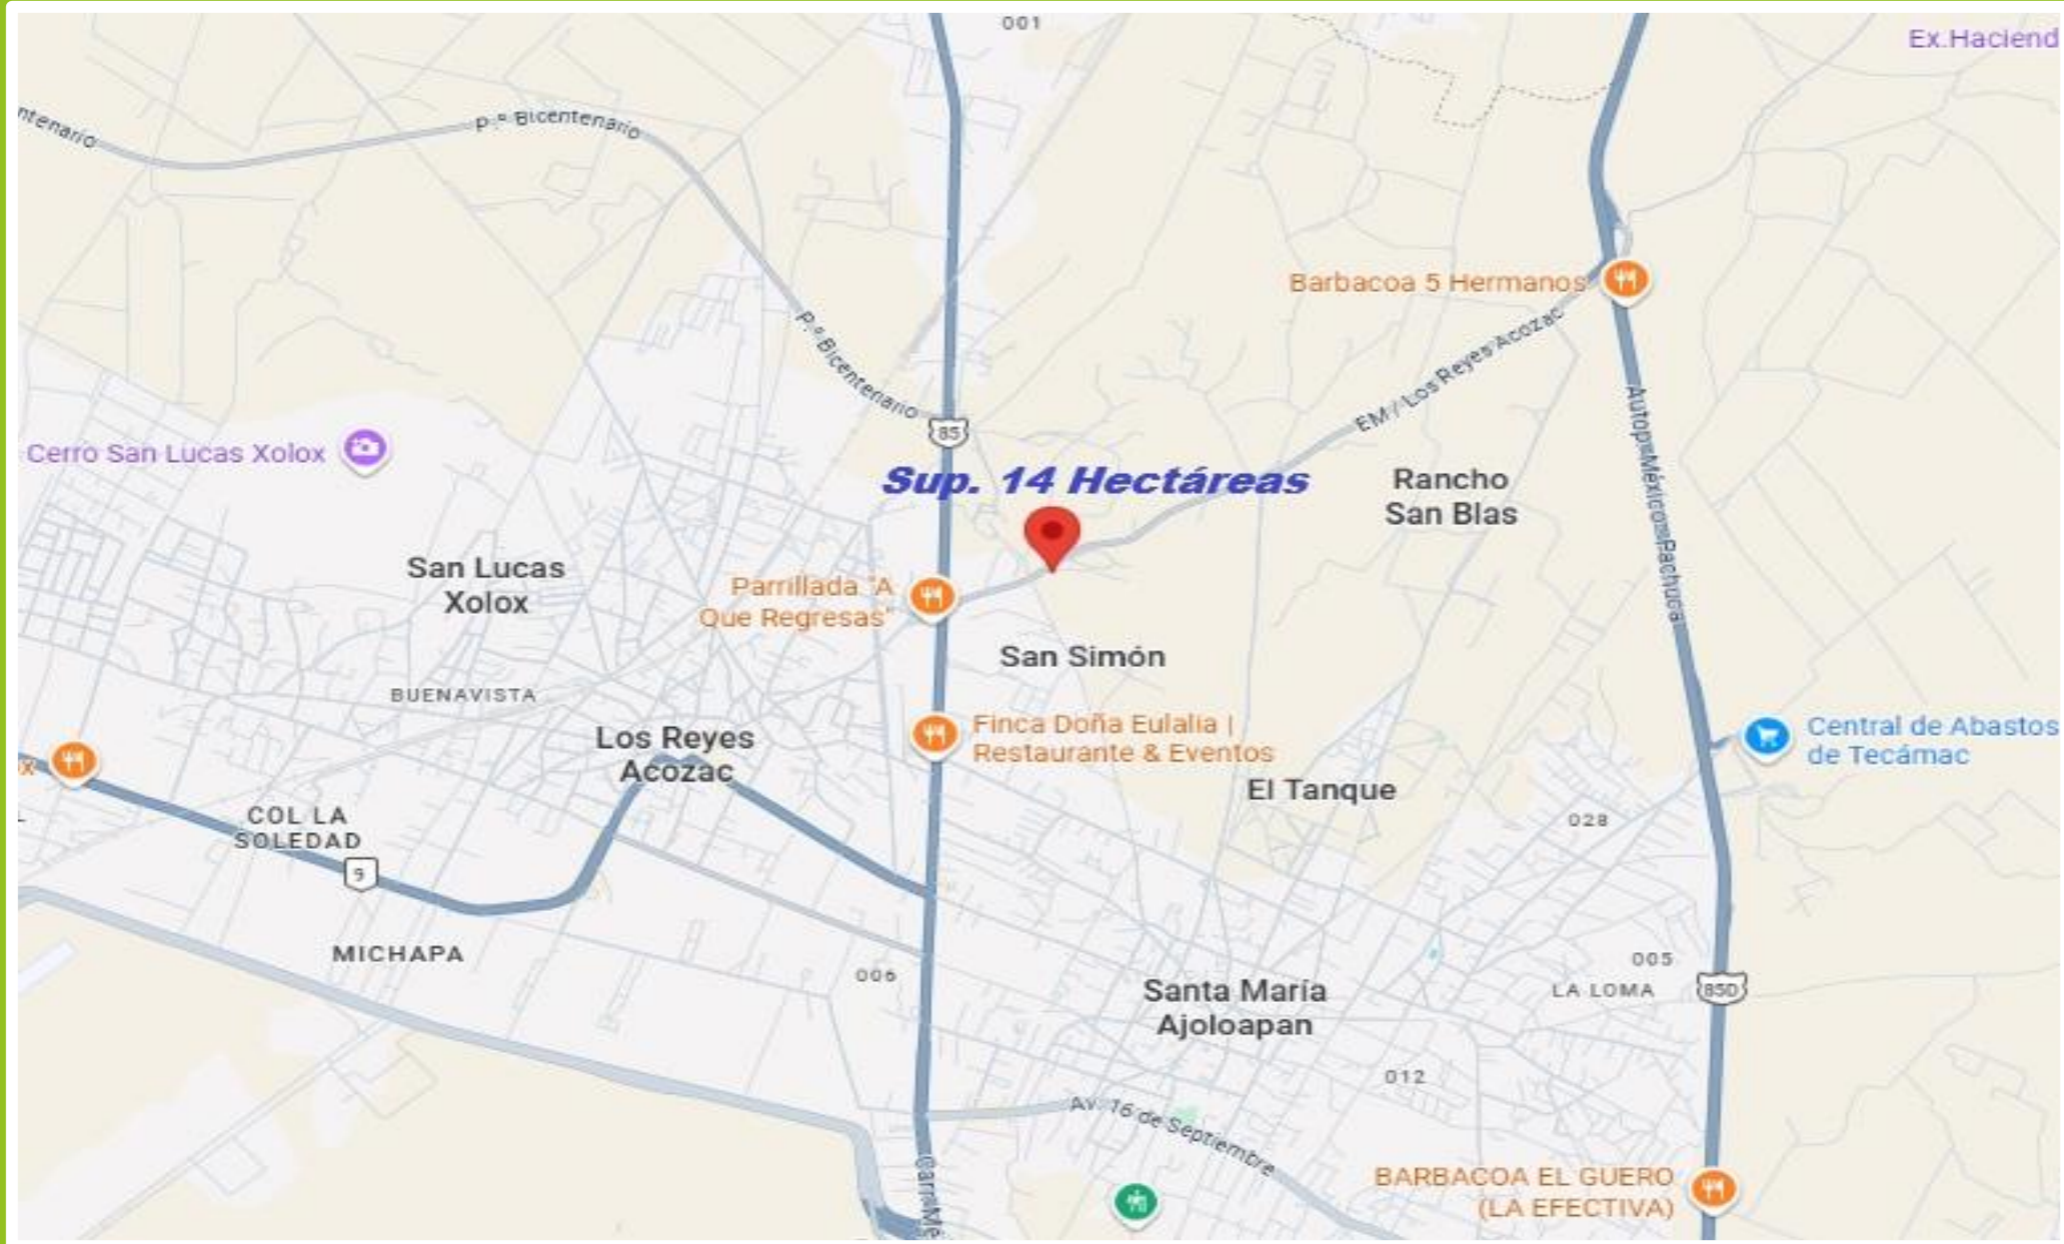 001
Ex.Haciend
ntenario
P.º Bicentenario
Barbacoa 5 Hermanos
P.º Bicentenario
EM / Los Reyes Acozac
85
Autop. México - Pachuca
Cerro San Lucas Xolox
Sup. 14 Hectáreas
Rancho
San Blas
San Lucas
Xolox
Parrillada "A
Que Regresas"
San Simón
BUENAVISTA
Los Reyes
Acozac
Finca Doña Eulalia |
Restaurante & Eventos
Central de Abastos
de Tecámac
x
El Tanque
COL LA
SOLEDAD
028
9
MICHAPA
006
005
Santa María
Ajoloapan
LA LOMA
85D
012
Av. 16 de Septiembre
BARBACOA EL GUERO
(LA EFECTIVA)